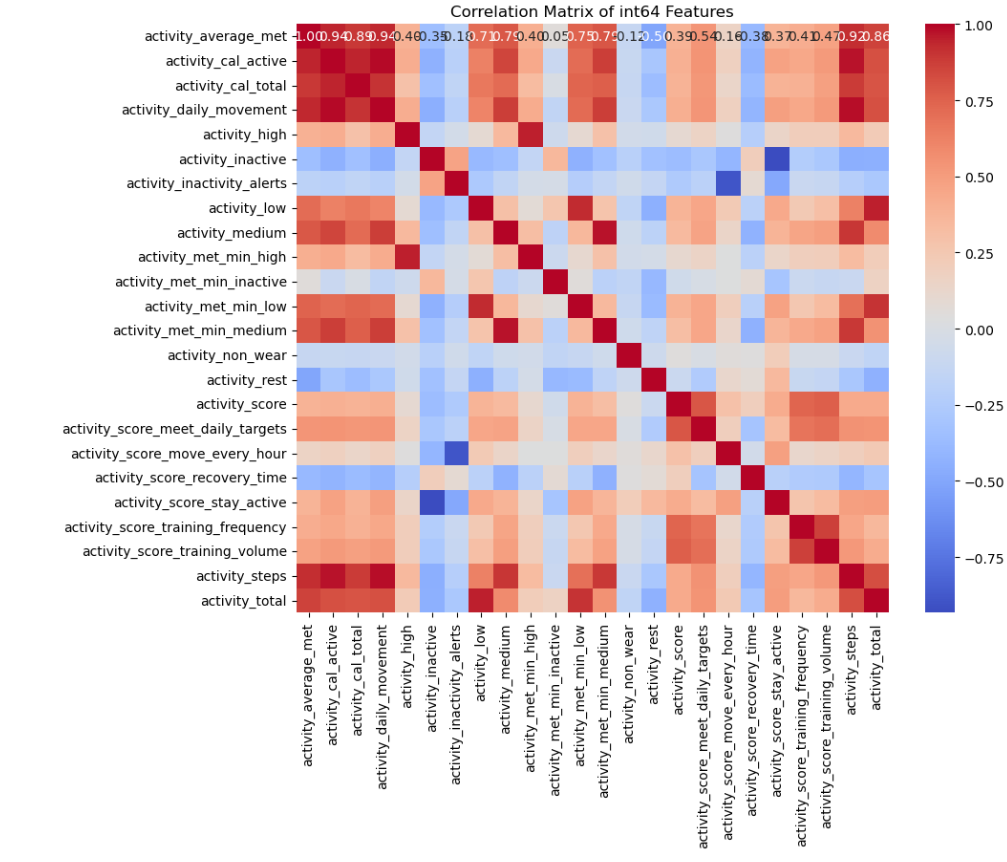 Correlation Matrix of int64 Features
activity_average_met
1.00 0.94 0.89 0.94 0.40 -0.35 -0.18 0.71 0.79 0.40 0.05 0.75 0.79 -0.12 -0.50 0.39 0.54 0.16 -0.38 0.37 0.41 0.47 0.92 0.86
activity_cal_active
activity_cal_total
activity_daily_movement
activity_high
activity_inactive
activity_inactivity_alerts
activity_low
activity_medium
activity_met_min_high
activity_met_min_inactive
activity_met_min_low
activity_met_min_medium
activity_non_wear
activity_rest
activity_score
activity_score_meet_daily_targets
activity_score_move_every_hour
activity_score_recovery_time
activity_score_stay_active
activity_score_training_frequency
activity_score_training_volume
activity_steps
activity_total
activity_average_met
activity_cal_active
activity_cal_total
activity_daily_movement
activity_high
activity_inactive
activity_inactivity_alerts
activity_low
activity_medium
activity_met_min_high
activity_met_min_inactive
activity_met_min_low
activity_met_min_medium
activity_non_wear
activity_rest
activity_score
activity_score_meet_daily_targets
activity_score_move_every_hour
activity_score_recovery_time
activity_score_stay_active
activity_score_training_frequency
activity_score_training_volume
activity_steps
activity_total
1.00
0.75
0.50
0.25
0.00
−0.25
−0.50
−0.75